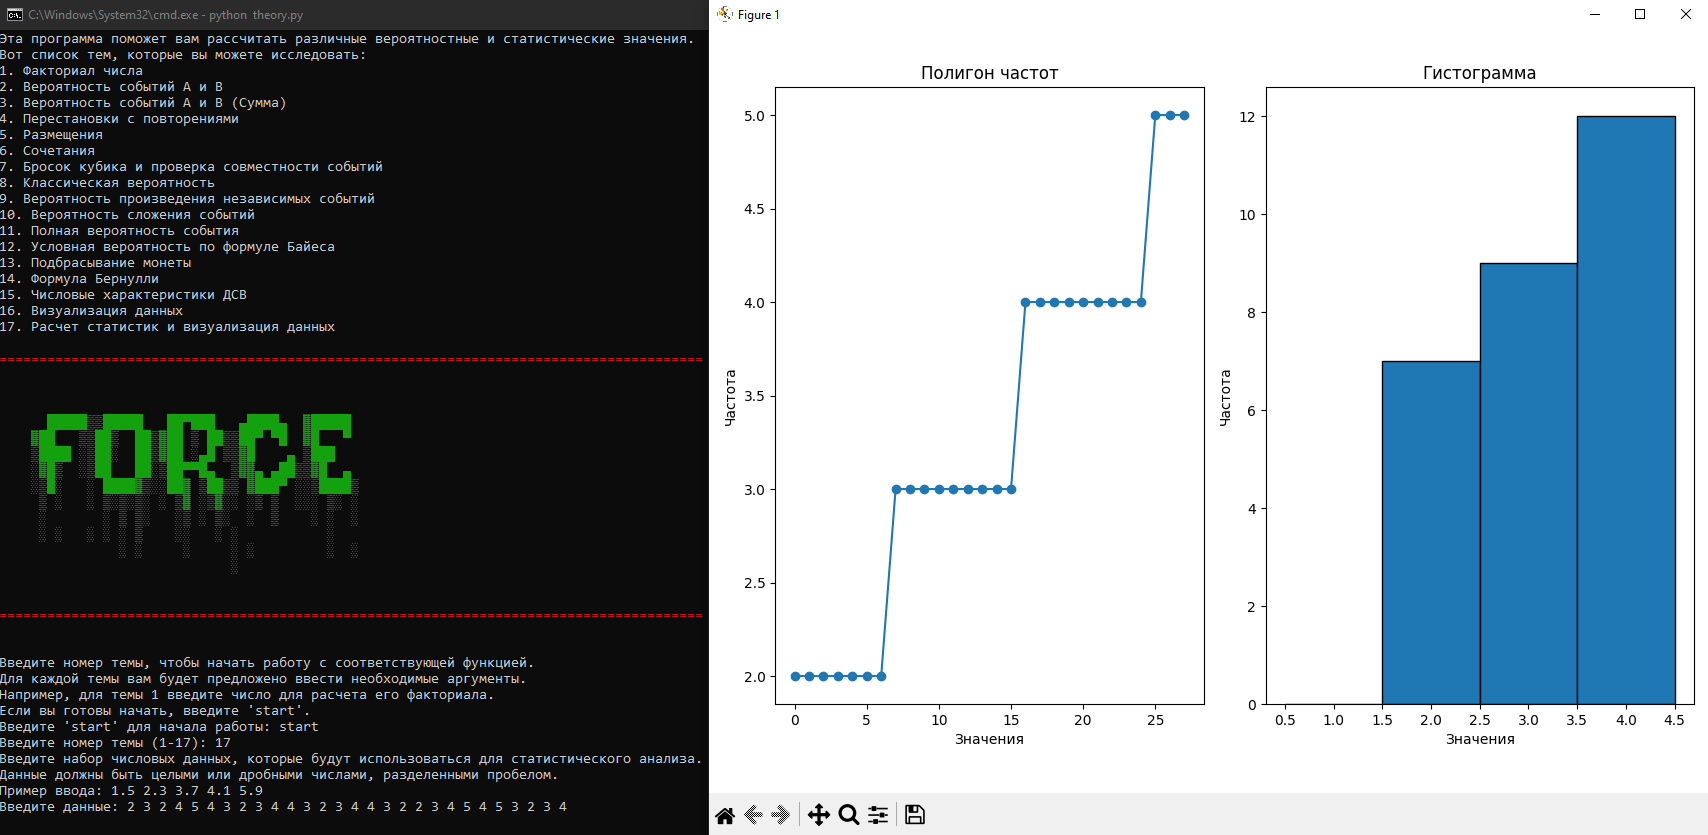 C:\Windows\System32\cmd.exe - python  theory.py
Эта программа поможет вам рассчитать различные вероятностные и статистические значения.
Вот список тем, которые вы можете исследовать:
1. Факториал числа
2. Вероятность событий A и B
3. Вероятность событий A и B (Сумма)
4. Перестановки с повторениями
5. Размещения
6. Сочетания
7. Бросок кубика и проверка совместности событий
8. Классическая вероятность
9. Вероятность произведения независимых событий
10. Вероятность сложения событий
11. Полная вероятность события
12. Условная вероятность по формуле Байеса
13. Подбрасывание монеты
14. Формула Бернулли
15. Числовые характеристики ДСВ
16. Визуализация данных
17. Расчет статистик и визуализация данных
FORCE
Введите номер темы, чтобы начать работу с соответствующей функцией.
Для каждой темы вам будет предложено ввести необходимые аргументы.
Например, для темы 1 введите число для расчета его факториала.
Если вы готовы начать, введите 'start'.
Введите 'start' для начала работы: start
Введите номер темы (1-17): 17
Введите набор числовых данных, которые будут использоваться для статистического анализа.
Данные должны быть целыми или дробными числами, разделенными пробелом.
Пример ввода: 1.5 2.3 3.7 4.1 5.9
Введите данные: 2 3 2 4 5 4 3 2 3 4 4 3 2 3 4 4 3 2 2 3 4 5 4 5 3 2 3 4
Figure 1
Полигон частот
5.0
4.5
4.0
3.5
3.0
2.5
2.0
Частота
0 5 10 15 20 25
Значения
Гистограмма
12
10
8
6
4
2
0
Частота
0.5 1.0 1.5 2.0 2.5 3.0 3.5 4.0 4.5
Значения